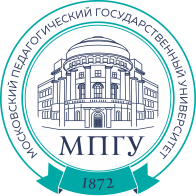 МОСКОВСКИЙ ПЕДАГОГИЧЕСКИЙ ГОСУДАРСТВЕННЫЙ УНИВЕРСИТЕТ
МПГУ
1872